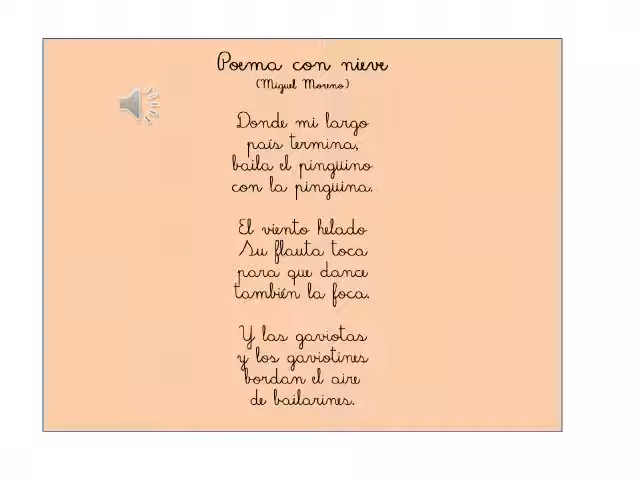 Poema con nieve
(Miguel Moreno)
Donde mi largo
país termina,
baila el pingüino
con la pingüina.
El viento helado
Su flauta toca
para que dance
también la foca.
Y las gaviotas
y los gaviotines
bordan el aire
de bailarines.